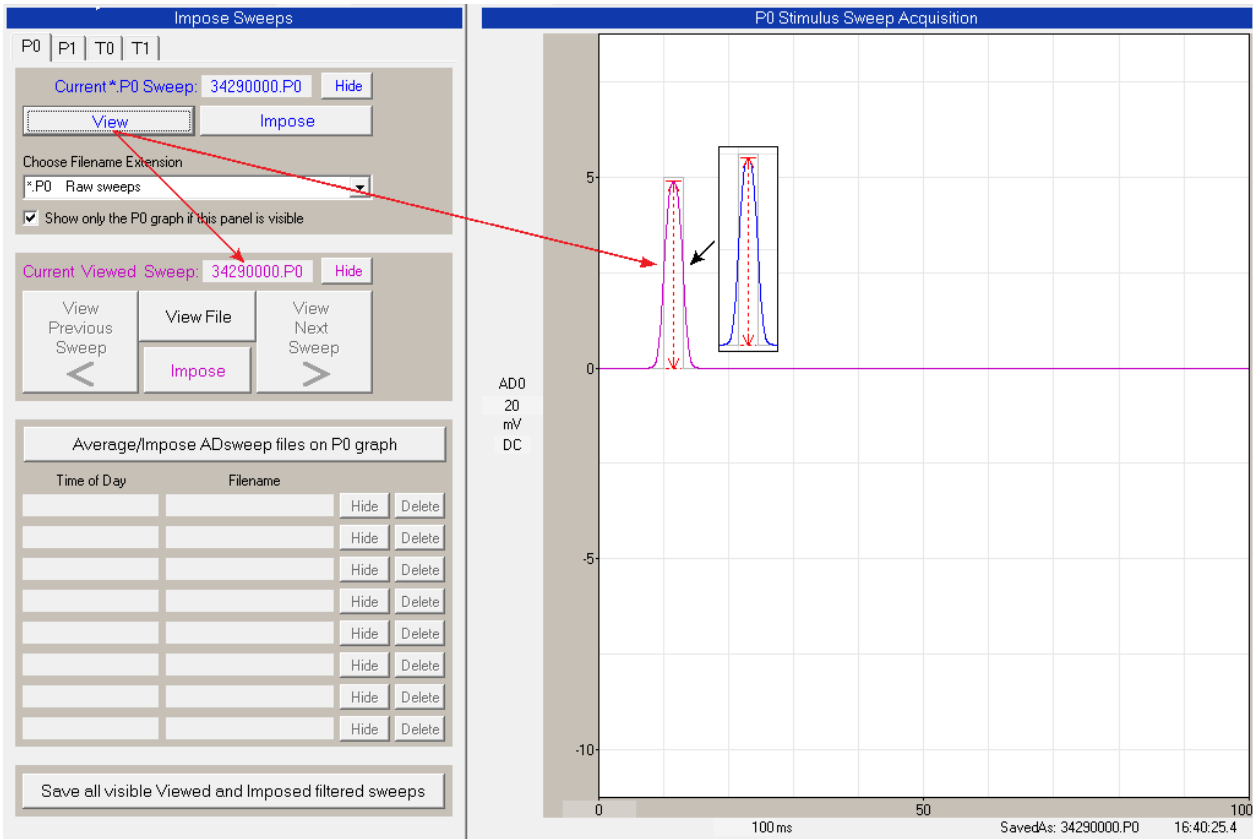 Impose Sweeps
P0 P1 T0 T1
Current *.P0 Sweep: 34290000.P0 Hide
View Impose
Choose Filename Extension
*.P0 Raw sweeps
Show only the P0 graph if this panel is visible
Current Viewed Sweep: 34290000.P0 Hide
View
Previous
Sweep
<
View File
Impose
View
Next
Sweep
>
Average/Impose ADsweep files on P0 graph
Time of Day Filename
Hide Delete
Hide Delete
Hide Delete
Hide Delete
Hide Delete
Hide Delete
Hide Delete
Hide Delete
Save all visible Viewed and Imposed filtered sweeps
P0 Stimulus Sweep Acquisition
5
0
AD0
20
mV
DC
-5
-10
0 50 100
100 ms SavedAs: 34290000.P0 16:40:25.4